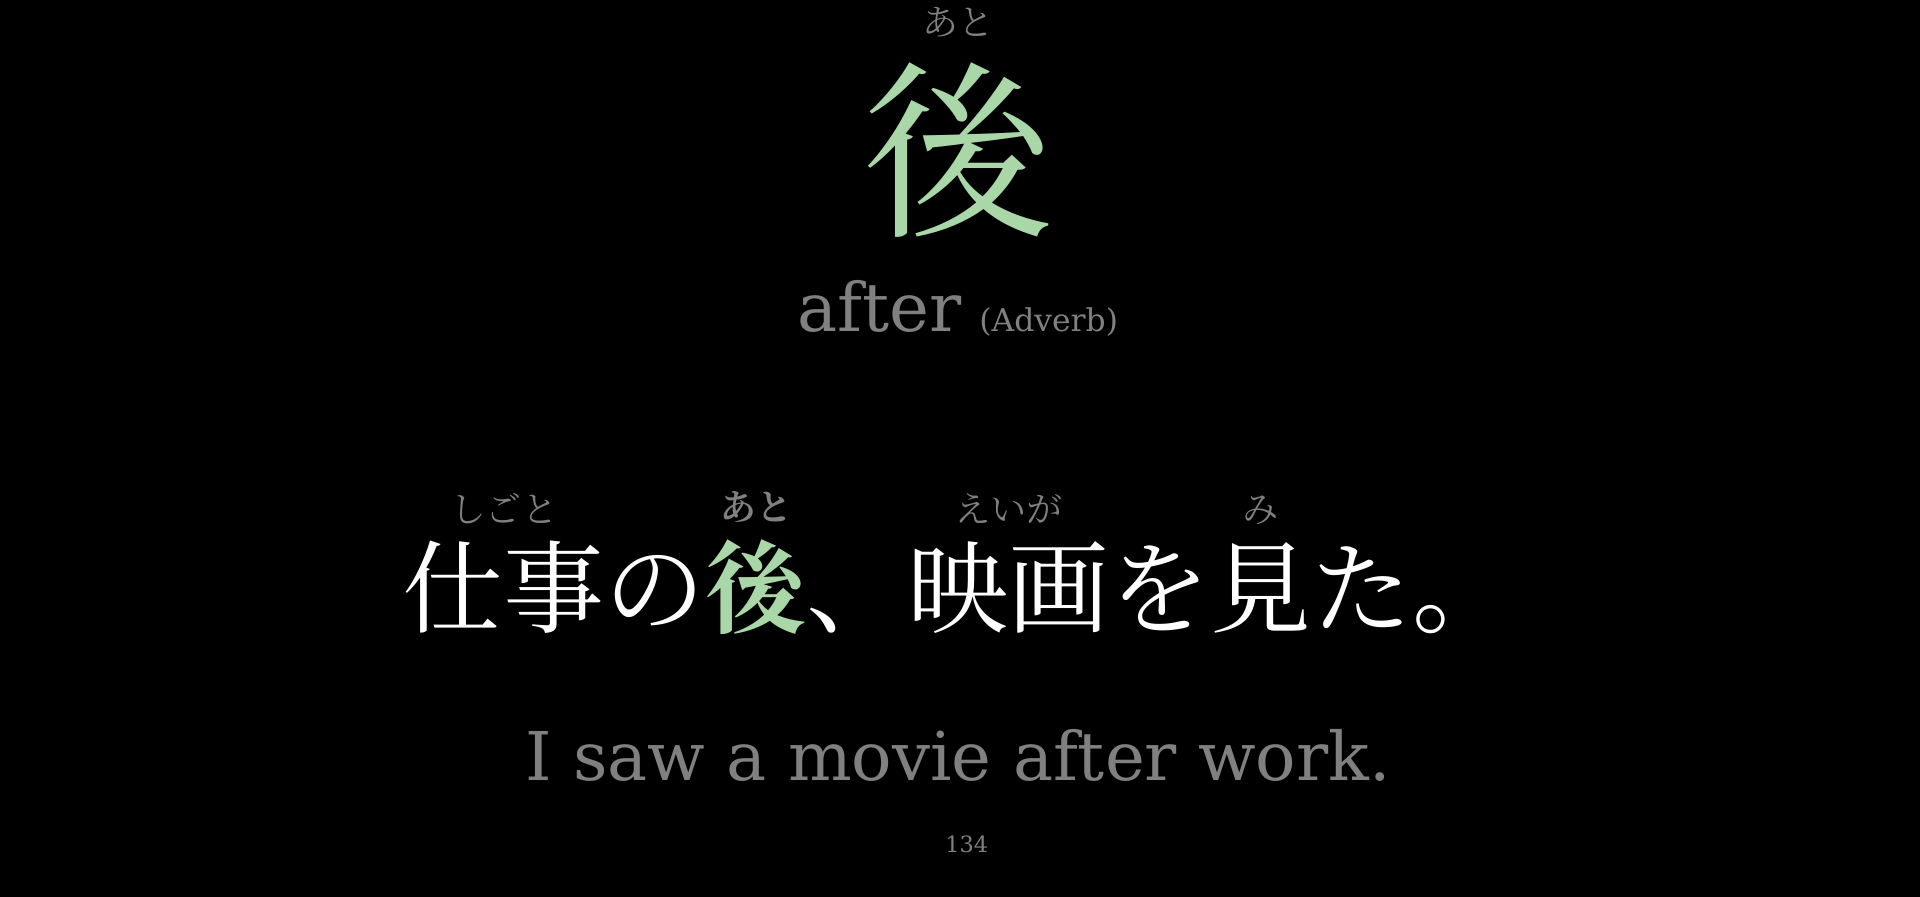 あと
後
after (Adverb)
しごと あと えいが み
仕事の後、映画を見た。
I saw a movie after work.
134